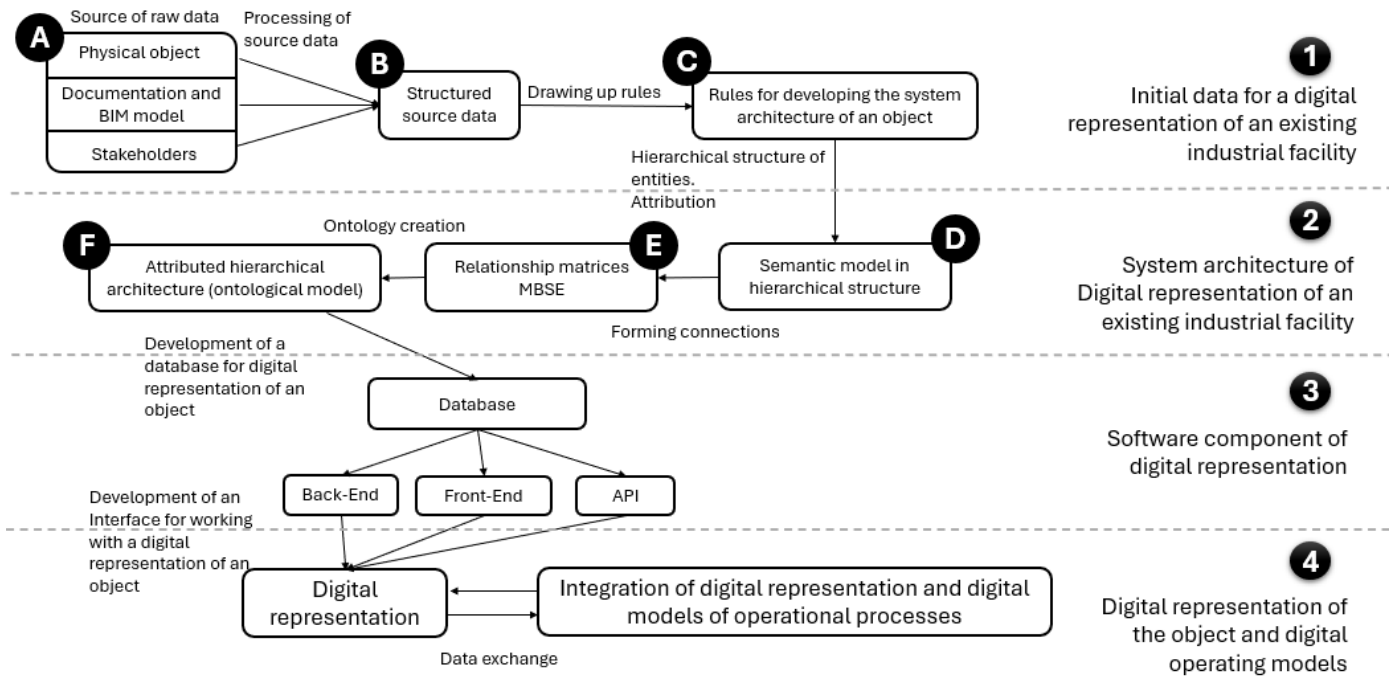 Source of raw data
Processing of
source data
A
Physical object
Documentation and
BIM model
Stakeholders
B
Structured
source data
Drawing up rules
C
Rules for developing the system
architecture of an object
1
Initial data for a digital
representation of an existing
industrial facility
Hierarchical structure of
entities.
Attribution
Ontology creation
F
Attributed hierarchical
architecture (ontological model)
E
Relationship matrices
MBSE
D
Semantic model in
hierarchical structure
Forming connections
2
System architecture of
Digital representation of an
existing industrial facility
Development of a
database for digital
representation of an
object
Database
Back-End
Front-End
API
3
Software component of
digital representation
Development of an
Interface for working
with a digital
representation of an
object
Digital
representation
Integration of digital representation and digital
models of operational processes
Data exchange
4
Digital representation of
the object and digital
operating models